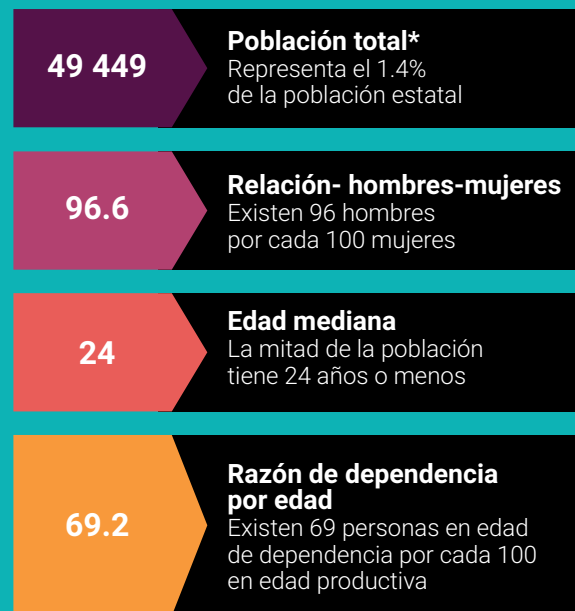 49 449
Población total*
Representa el 1.4%
de la población estatal
96.6
Relación- hombres-mujeres
Existen 96 hombres
por cada 100 mujeres
24
Edad mediana
La mitad de la población
tiene 24 años o menos
69.2
Razón de dependencia
por edad
Existen 69 personas en edad
de dependencia por cada 100
en edad productiva